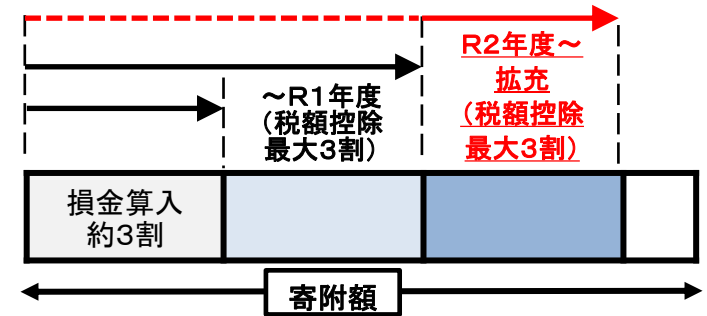 ～R1年度
（税額控除
最大3割）
R2年度～
拡充
（税額控除
最大3割）
損金算入
約3割
寄附額